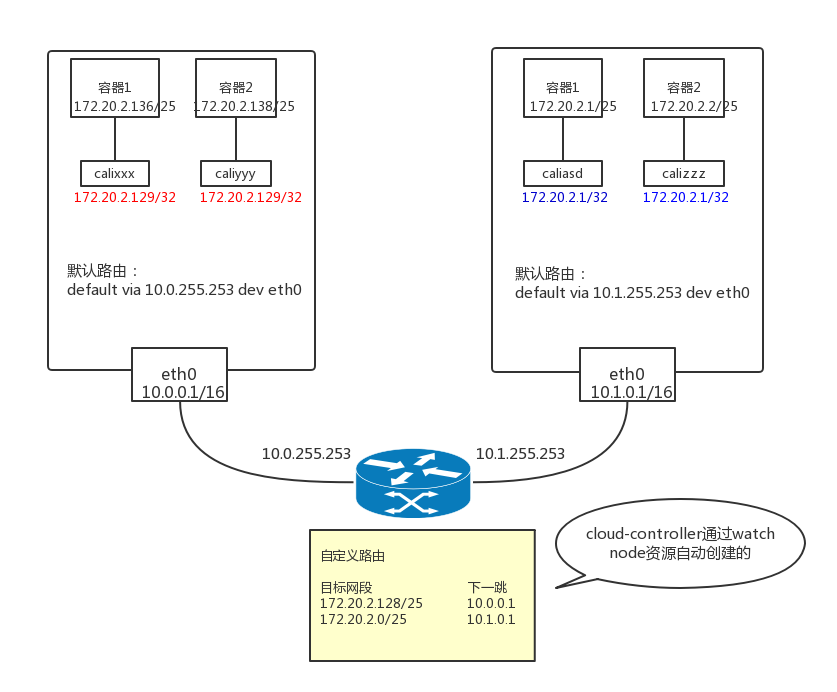 容器1
172.20.2.136/25
容器2
172.20.2.138/25
calixxx
172.20.2.129/32
caliyyy
172.20.2.129/32
默认路由：
default via 10.0.255.253 dev eth0
eth0
10.0.0.1/16
容器1
172.20.2.1/25
容器2
172.20.2.2/25
caliasd
172.20.2.1/32
calizzz
172.20.2.1/32
默认路由：
default via 10.1.255.253 dev eth0
eth0
10.1.0.1/16
10.0.255.253
10.1.255.253
自定义路由
目标网段 下一跳
172.20.2.128/25 10.0.0.1
172.20.2.0/25 10.1.0.1
cloud-controller通过watch
node资源自动创建的